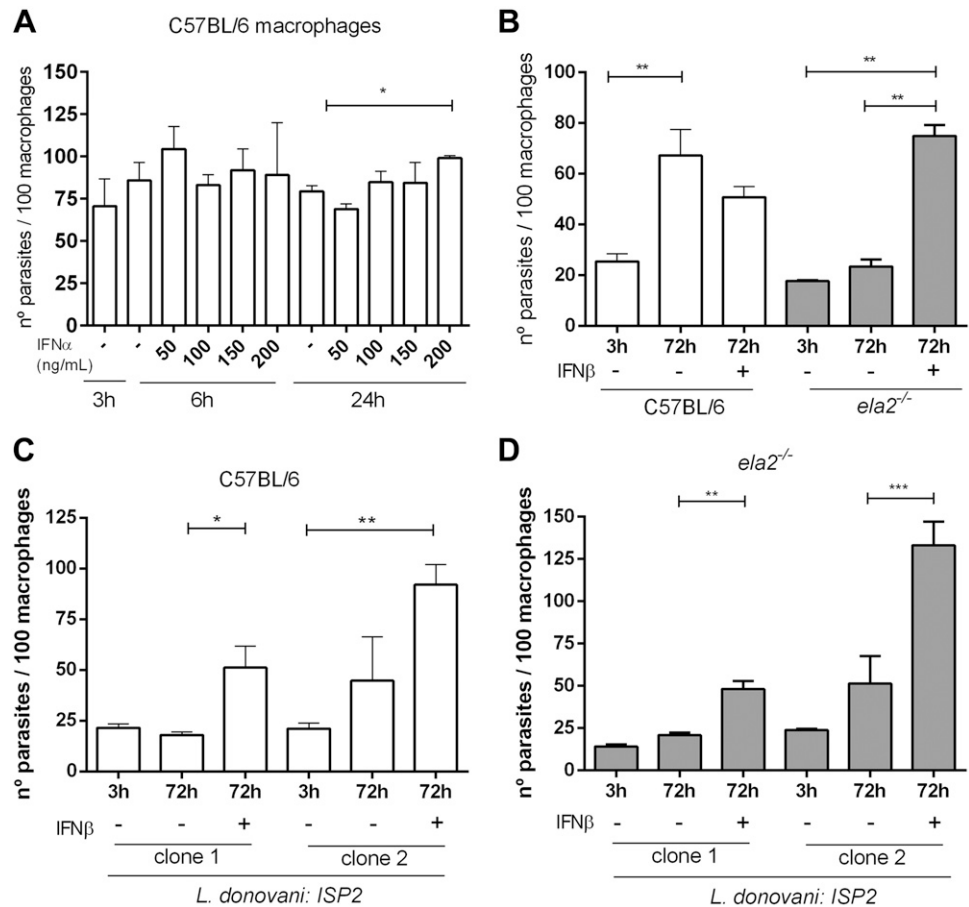 A
C57BL/6 macrophages
nº parasites / 100 macrophages
150
125
100
75
50
25
0
*
IFNα
(ng/mL)
- - 50 100 150 200 - 50 100 150 200
3h 6h 24h
B
nº parasites / 100 macrophages
100
80
60
40
20
0
** ** **
3h 72h 72h 3h 72h 72h
IFNβ - - + - - +
C57BL/6 ela2-/-
C
C57BL/6
nº parasites / 100 macrophages
125
100
75
50
25
0
* **
3h 72h 72h 3h 72h 72h
IFNβ - - + - - +
clone 1 clone 2
L. donovani: ISP2
D
ela2-/-
nº parasites / 100 macrophages
150
125
100
75
50
25
0
** ***
3h 72h 72h 3h 72h 72h
IFNβ - - + - - +
clone 1 clone 2
L. donovani: ISP2